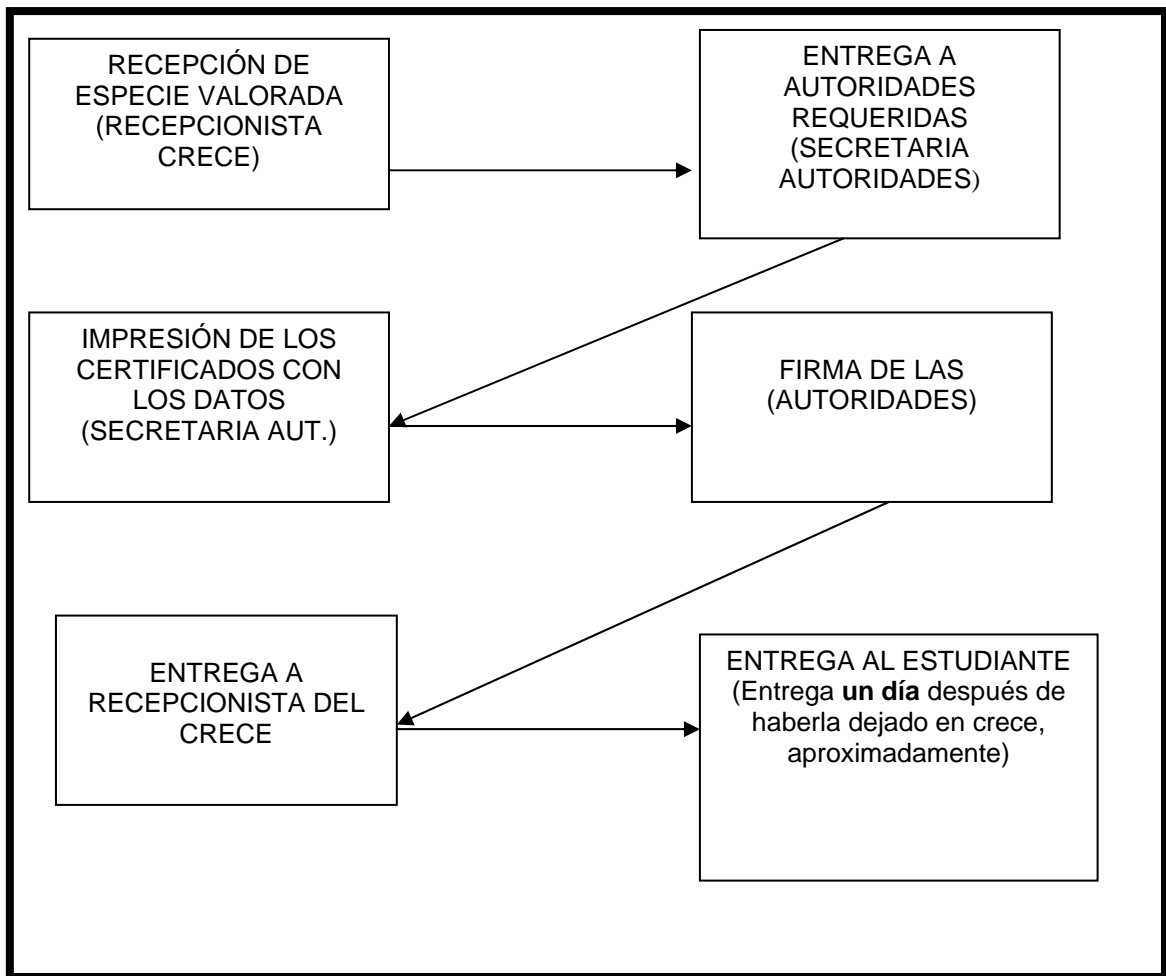 RECEPCIÓN DE
ESPECIE VALORADA
(RECEPCIONISTA
CRECE)
ENTREGA A
AUTORIDADES
REQUERIDAS
(SECRETARIA
AUTORIDADES)
IMPRESIÓN DE LOS
CERTIFICADOS CON
LOS DATOS
(SECRETARIA AUT.)
FIRMA DE LAS
(AUTORIDADES)
ENTREGA A
RECEPCIONISTA DEL
CRECE
ENTREGA AL ESTUDIANTE
(Entrega un día después de
haberla dejado en crece,
aproximadamente)